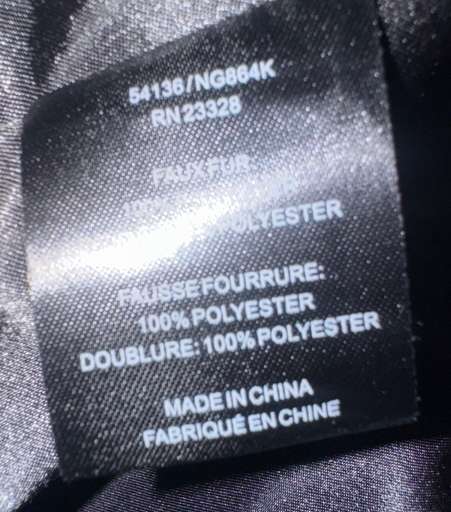 54136/NG864K
RN 23328
FAUX FUR:
100% POLYESTER
FAUSSE FOURRURE:
100% POLYESTER
DOUBLURE: 100% POLYESTER
MADE IN CHINA
FABRIQUÉ EN CHINE